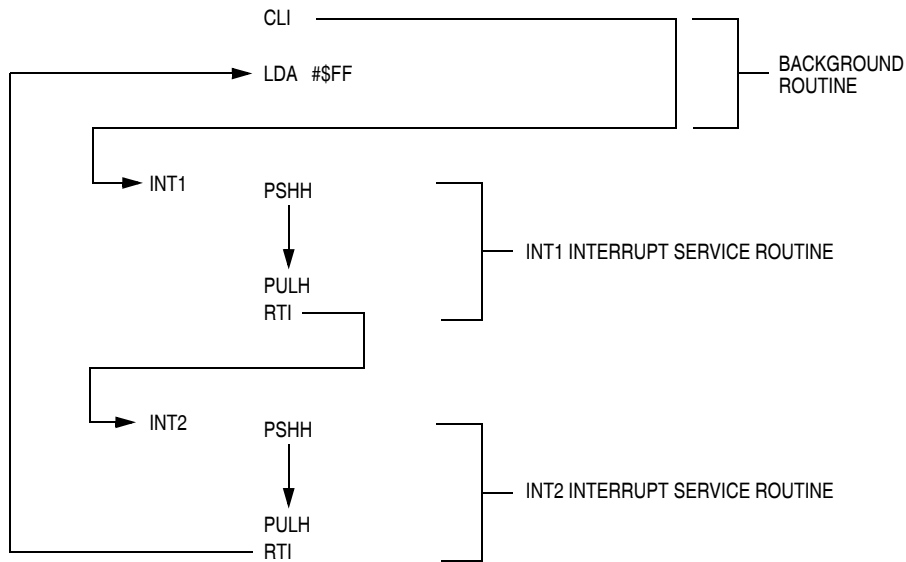 CLI
LDA #$FF
BACKGROUND
ROUTINE
INT1
PSHH
INT1 INTERRUPT SERVICE ROUTINE
PULH
RTI
INT2
PSHH
INT2 INTERRUPT SERVICE ROUTINE
PULH
RTI